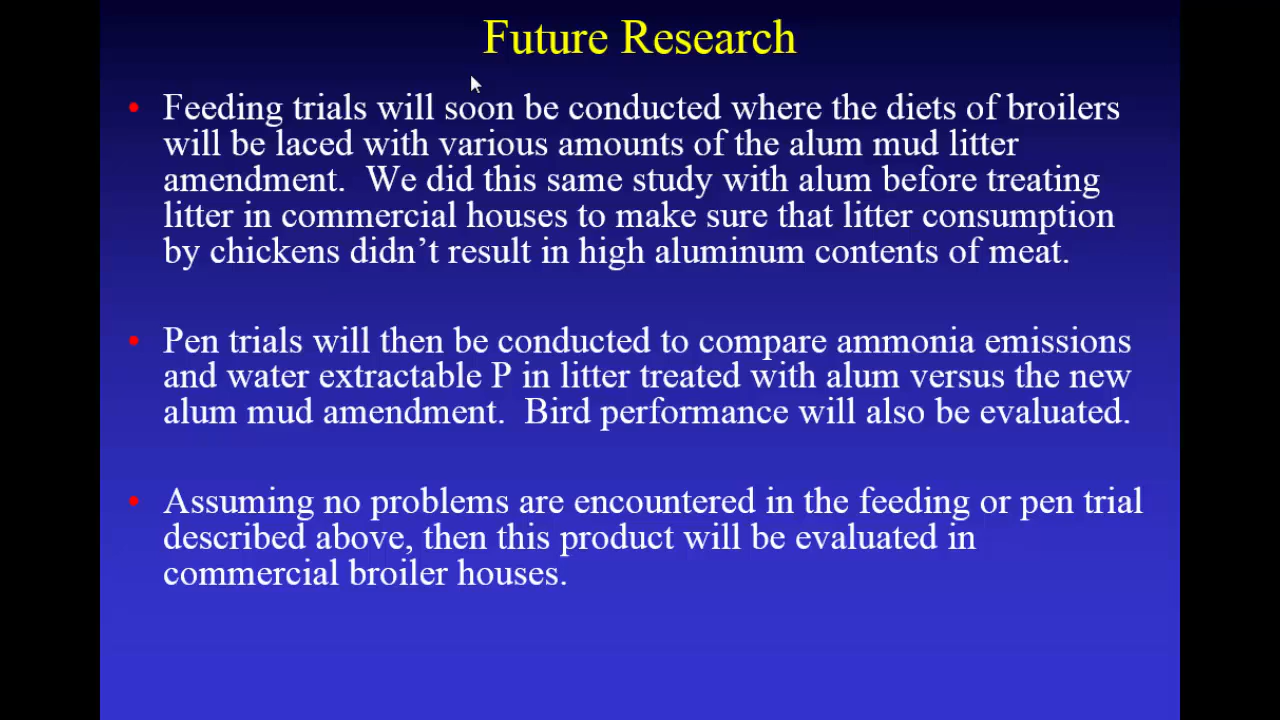 Future Research
• Feeding trials will soon be conducted where the diets of broilers
will be laced with various amounts of the alum mud litter
amendment.  We did this same study with alum before treating
litter in commercial houses to make sure that litter consumption
by chickens didn’t result in high aluminum contents of meat.
• Pen trials will then be conducted to compare ammonia emissions
and water extractable P in litter treated with alum versus the new
alum mud amendment.  Bird performance will also be evaluated.
• Assuming no problems are encountered in the feeding or pen trial
described above, then this product will be evaluated in
commercial broiler houses.